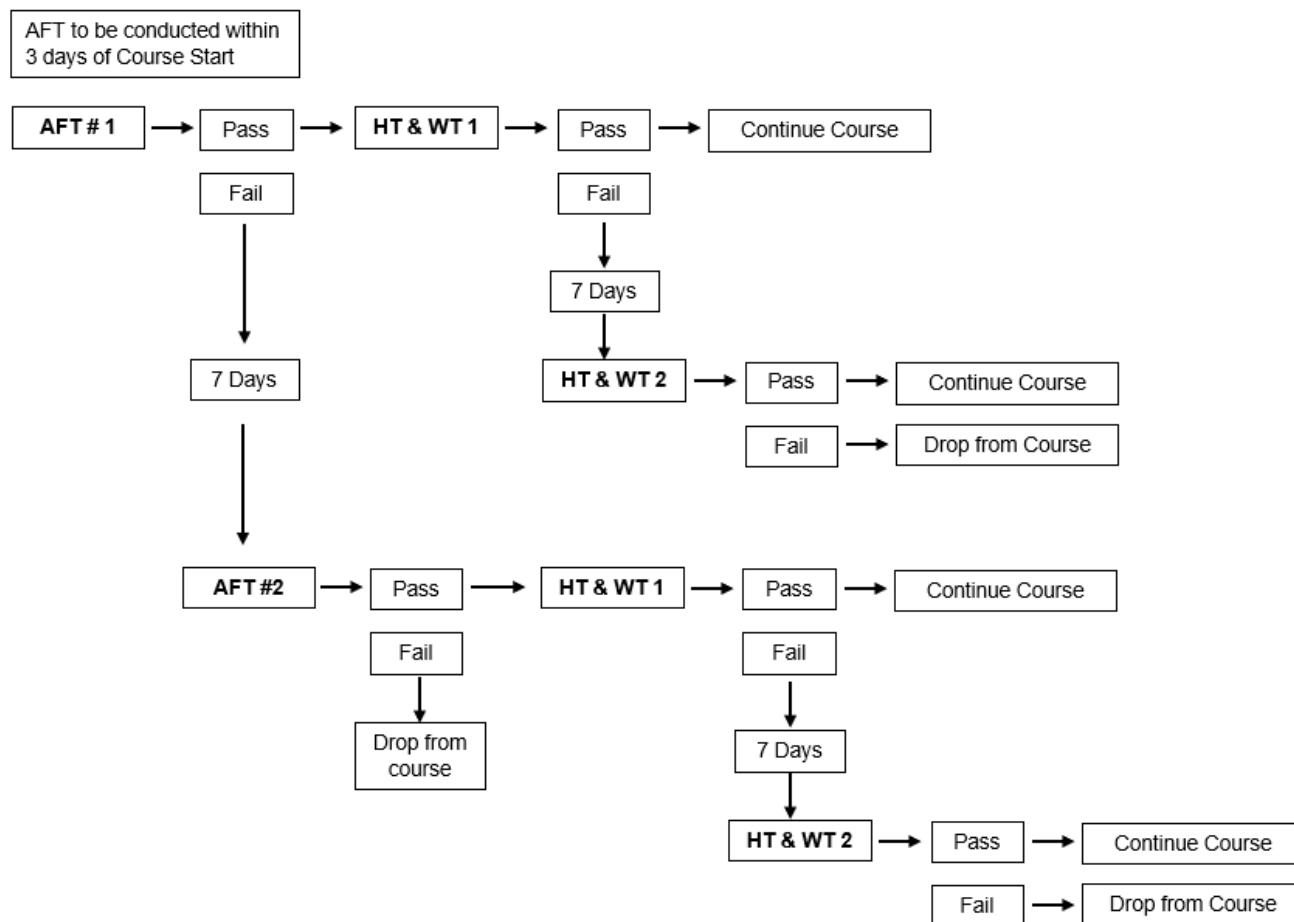 AFT to be conducted within
3 days of Course Start
AFT # 1
Pass
HT & WT 1
Pass
Continue Course
Fail
Fail
7 Days
7 Days
HT & WT 2
Pass
Continue Course
Fail
Drop from Course
AFT #2
Pass
HT & WT 1
Pass
Continue Course
Fail
Fail
Drop from
course
7 Days
HT & WT 2
Pass
Continue Course
Fail
Drop from Course